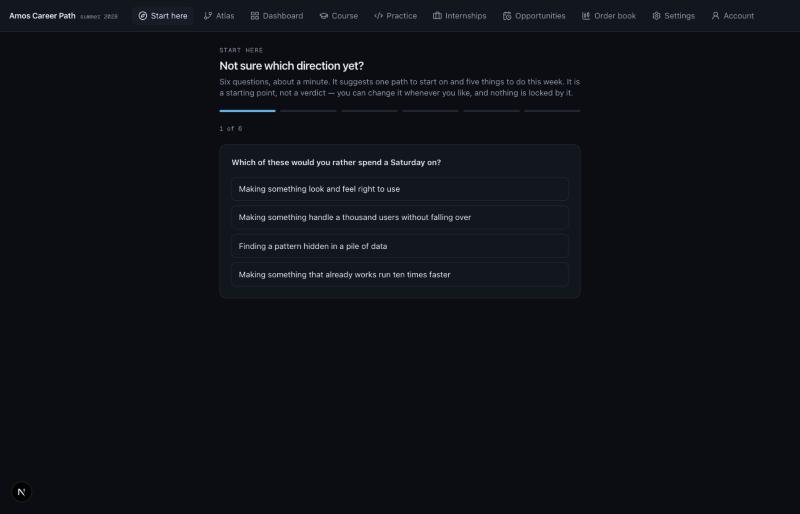 Amos Career Path summer 2028
Start here
Atlas
Dashboard
Course
Practice
Internships
Opportunities
Order book
Settings
Account
START HERE
Not sure which direction yet?
Six questions, about a minute. It suggests one path to start on and five things to do this week. It is
a starting point, not a verdict — you can change it whenever you like, and nothing is locked by it.
1 of 6
Which of these would you rather spend a Saturday on?
Making something look and feel right to use
Making something handle a thousand users without falling over
Finding a pattern hidden in a pile of data
Making something that already works run ten times faster
N